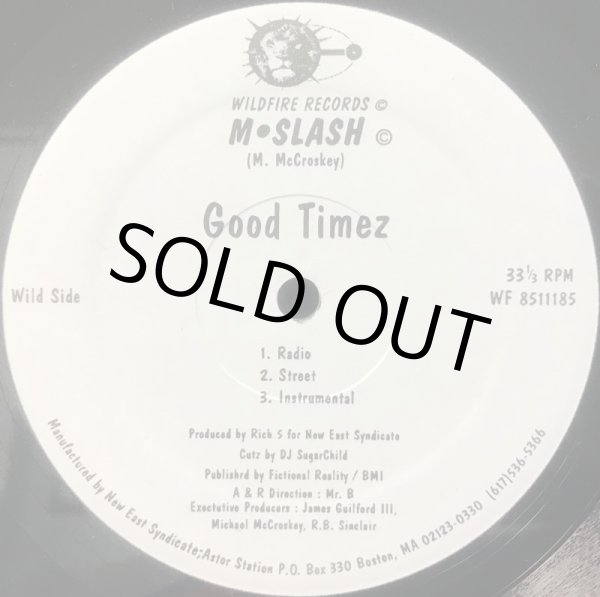 WILDFIRE RECORDS ©
M•SLASH ©
(M. McCroskey)
Good Timez
SOLD OUT
Wild Side
33⅓ RPM
WF 8511185
1. Radio
2. Street
3. Instrumental
Produced by Rich S for New East Syndicate
Cutz by DJ SugarChild
Publishrd by Fictional Reality / BMI
A & R Direction : Mr. B
Exectutive Producers : James Guilford III,
Michael McCroskey, R.B. Sinclair
Manufactured by New East Syndicate;Astor Station P.O. Box 330 Boston, MA 02123-0330 (617)536-5366